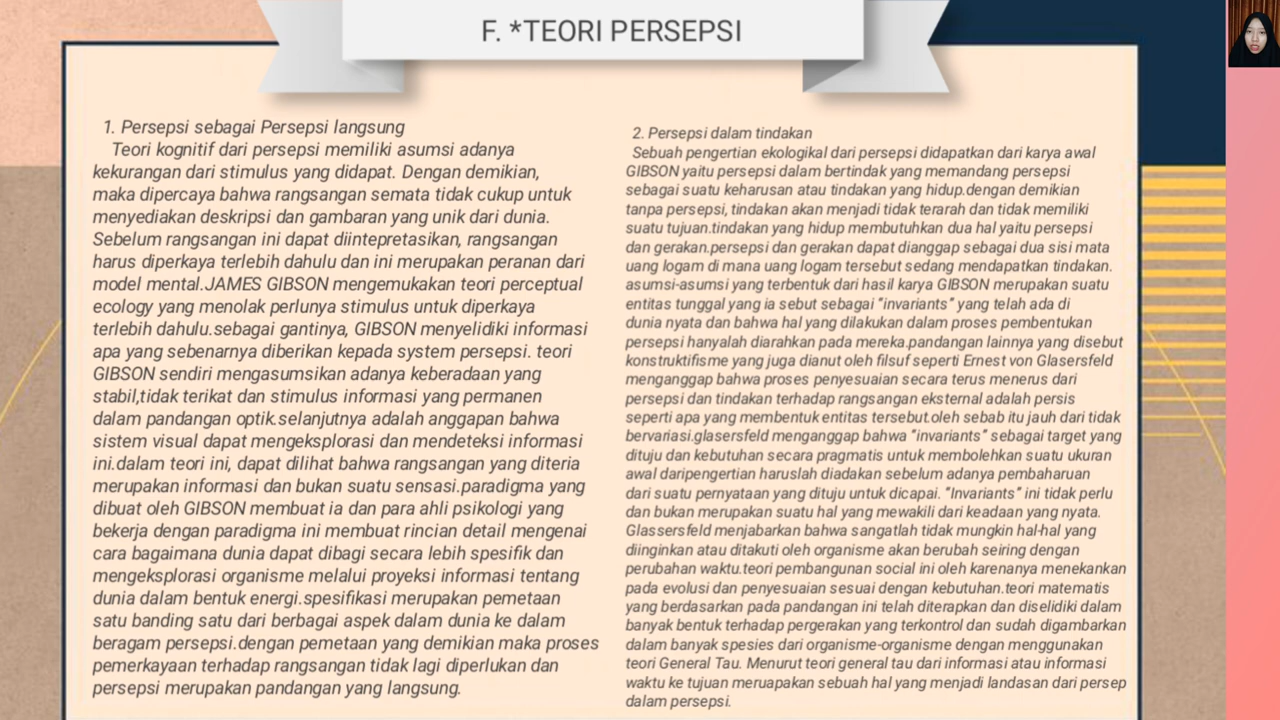 F. *TEORI PERSEPSI
1. Persepsi sebagai Persepsi langsung
Teori kognitif dari persepsi memiliki asumsi adanya
kekurangan dari stimulus yang didapat. Dengan demikian,
maka dipercaya bahwa rangsangan semata tidak cukup untuk
menyediakan deskripsi dan gambaran yang unik dari dunia.
Sebelum rangsangan ini dapat diintepretasikan, rangsangan
harus diperkaya terlebih dahulu dan ini merupakan peranan dari
model mental.JAMES GIBSON mengemukakan teori perceptual
ecology yang menolak perlunya stimulus untuk diperkaya
terlebih dahulu.sebagai gantinya, GIBSON menyelidiki informasi
apa yang sebenarnya diberikan kepada system persepsi. teori
GIBSON sendiri mengasumsikan adanya keberadaan yang
stabil,tidak terikat dan stimulus informasi yang permanen
dalam pandangan optik.selanjutnya adalah anggapan bahwa
sistem visual dapat mengeksplorasi dan mendeteksi informasi
ini.dalam teori ini, dapat dilihat bahwa rangsangan yang diteria
merupakan informasi dan bukan suatu sensasi.paradigma yang
dibuat oleh GIBSON membuat ia dan para ahli psikologi yang
bekerja dengan paradigma ini membuat rincian detail mengenai
cara bagaimana dunia dapat dibagi secara lebih spesifik dan
mengeksplorasi organisme melalui proyeksi informasi tentang
dunia dalam bentuk energi.spesifikasi merupakan pemetaan
satu banding satu dari berbagai aspek dalam dunia ke dalam
beragam persepsi.dengan pemetaan yang demikian maka proses
pemerkayaan terhadap rangsangan tidak lagi diperlukan dan
persepsi merupakan pandangan yang langsung.
2. Persepsi dalam tindakan
Sebuah pengertian ekologikal dari persepsi didapatkan dari karya awal
GIBSON yaitu persepsi dalam bertindak yang memandang persepsi
sebagai suatu keharusan atau tindakan yang hidup.dengan demikian
tanpa persepsi, tindakan akan menjadi tidak terarah dan tidak memiliki
suatu tujuan.tindakan yang hidup membutuhkan dua hal yaitu persepsi
dan gerakan.persepsi dan gerakan dapat dianggap sebagai dua sisi mata
uang logam di mana uang logam tersebut sedang mendapatkan tindakan.
asumsi-asumsi yang terbentuk dari hasil karya GIBSON merupakan suatu
entitas tunggal yang ia sebut sebagai “invariants” yang telah ada di
dunia nyata dan bahwa hal yang dilakukan dalam proses pembentukan
persepsi hanyalah diarahkan pada mereka.pandangan lainnya yang disebut
konstruktifisme yang juga dianut oleh filsuf seperti Ernest von Glasersfeld
menganggap bahwa proses penyesuaian secara terus menerus dari
persepsi dan tindakan terhadap rangsangan eksternal adalah persis
seperti apa yang membentuk entitas tersebut.oleh sebab itu jauh dari tidak
bervariasi.glasersfeld menganggap bahwa “invariants” sebagai target yang
dituju dan kebutuhan secara pragmatis untuk membolehkan suatu ukuran
awal daripengertian haruslah diadakan sebelum adanya pembaharuan
dari suatu pernyataan yang dituju untuk dicapai. “Invariants” ini tidak perlu
dan bukan merupakan suatu hal yang mewakili dari keadaan yang nyata.
Glassersfeld menjabarkan bahwa sangatlah tidak mungkin hal-hal yang
diinginkan atau ditakuti oleh organisme akan berubah seiring dengan
perubahan waktu.teori pembangunan social ini oleh karenanya menekankan
pada evolusi dan penyesuaian sesuai dengan kebutuhan.teori matematis
yang berdasarkan pada pandangan ini telah diterapkan dan diselidiki dalam
banyak bentuk terhadap pergerakan yang terkontrol dan sudah digambarkan
dalam banyak spesies dari organisme-organisme dengan menggunakan
teori General Tau. Menurut teori general tau dari informasi atau informasi
waktu ke tujuan meruapakan sebuah hal yang menjadi landasan dari persep
dalam persepsi.